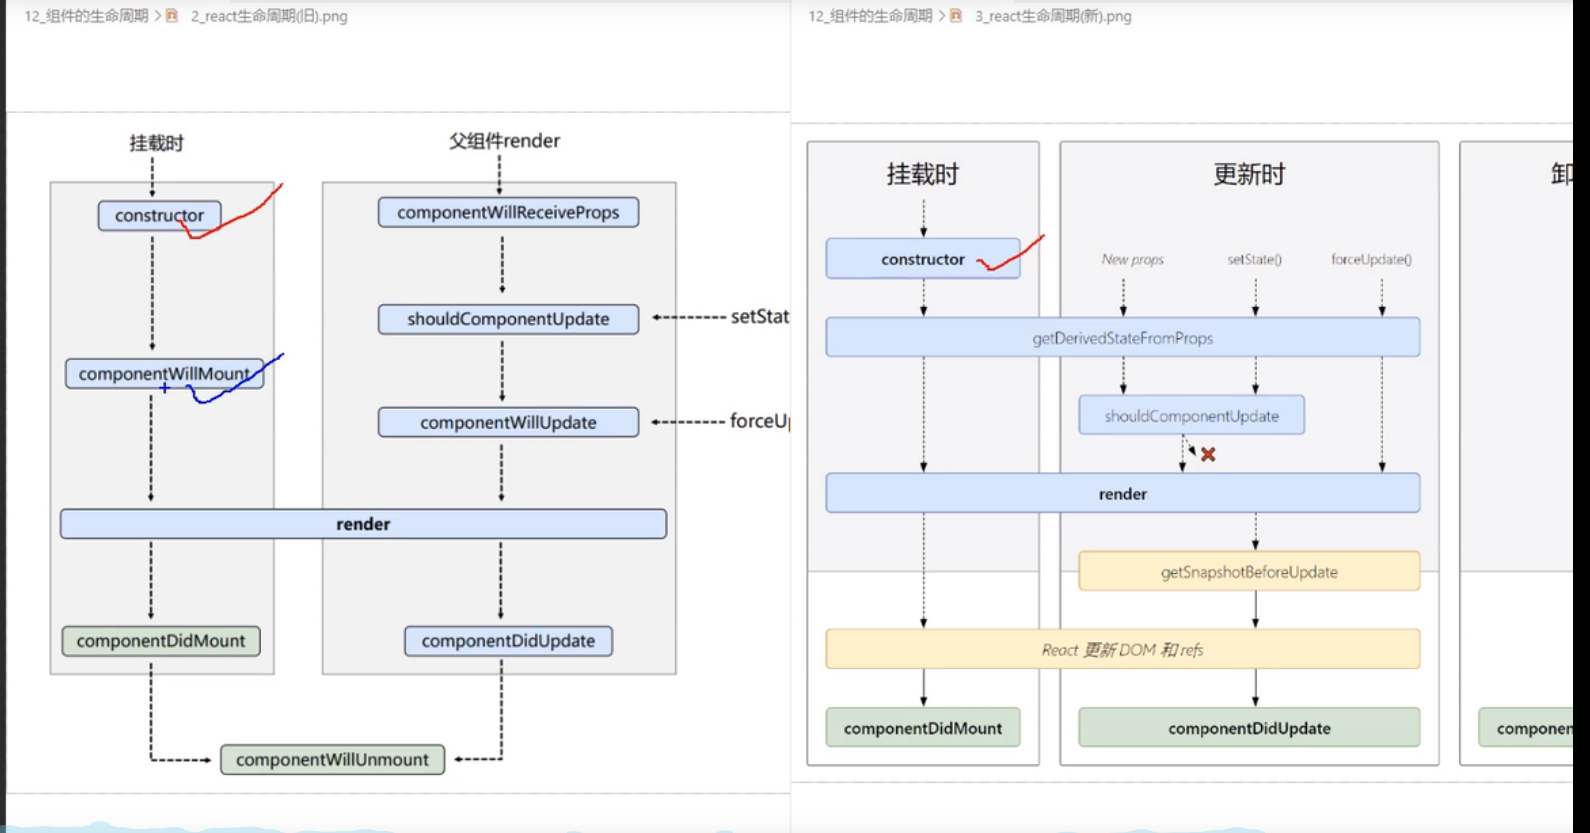 12_组件的生命周期 > 2_react生命周期(旧).png
挂载时
父组件render
constructor
componentWillReceiveProps
shouldComponentUpdate
setStat
componentWillMount
componentWillUpdate
forceUp
render
componentDidMount
componentDidUpdate
componentWillUnmount
12_组件的生命周期 > 3_react生命周期(新).png
挂载时
更新时
卸
constructor
New props
setState()
forceUpdate()
getDerivedStateFromProps
shouldComponentUpdate
render
getSnapshotBeforeUpdate
React 更新 DOM 和 refs
componentDidMount
componentDidUpdate
componen